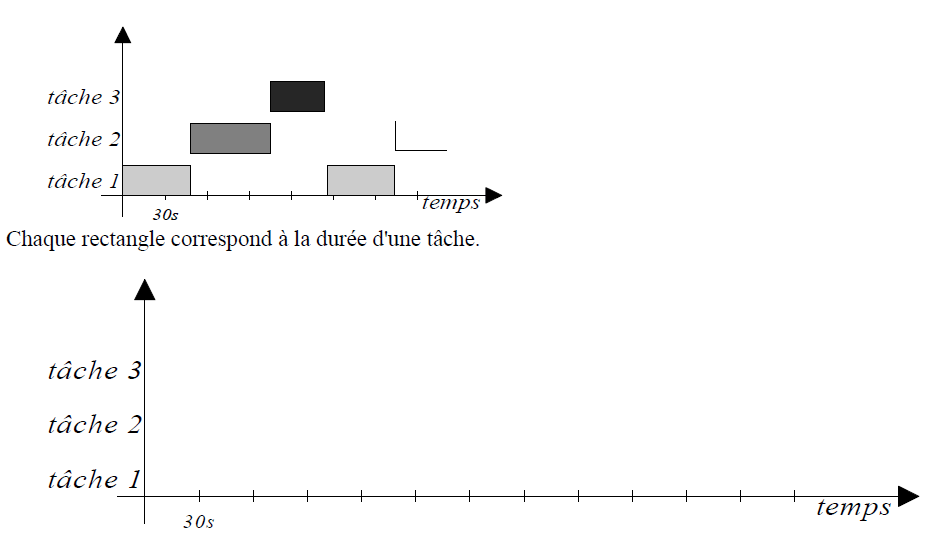 tâche 3
tâche 2
tâche 1
temps
30s
Chaque rectangle correspond à la durée d'une tâche.
tâche 3
tâche 2
tâche 1
temps
30s